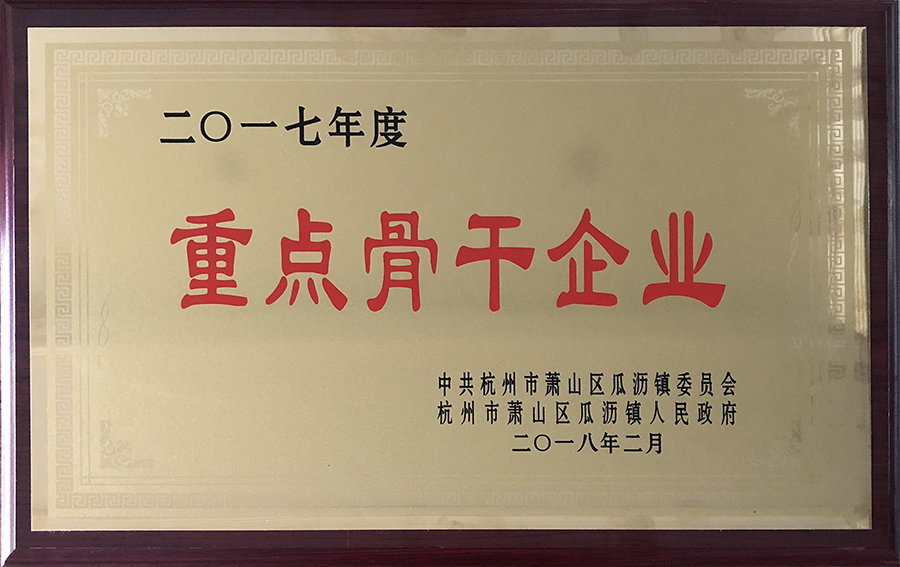 二〇一七年度
重点骨干企业
中共杭州市萧山区瓜沥镇委员会
杭州市萧山区瓜沥镇人民政府
二〇一八年二月